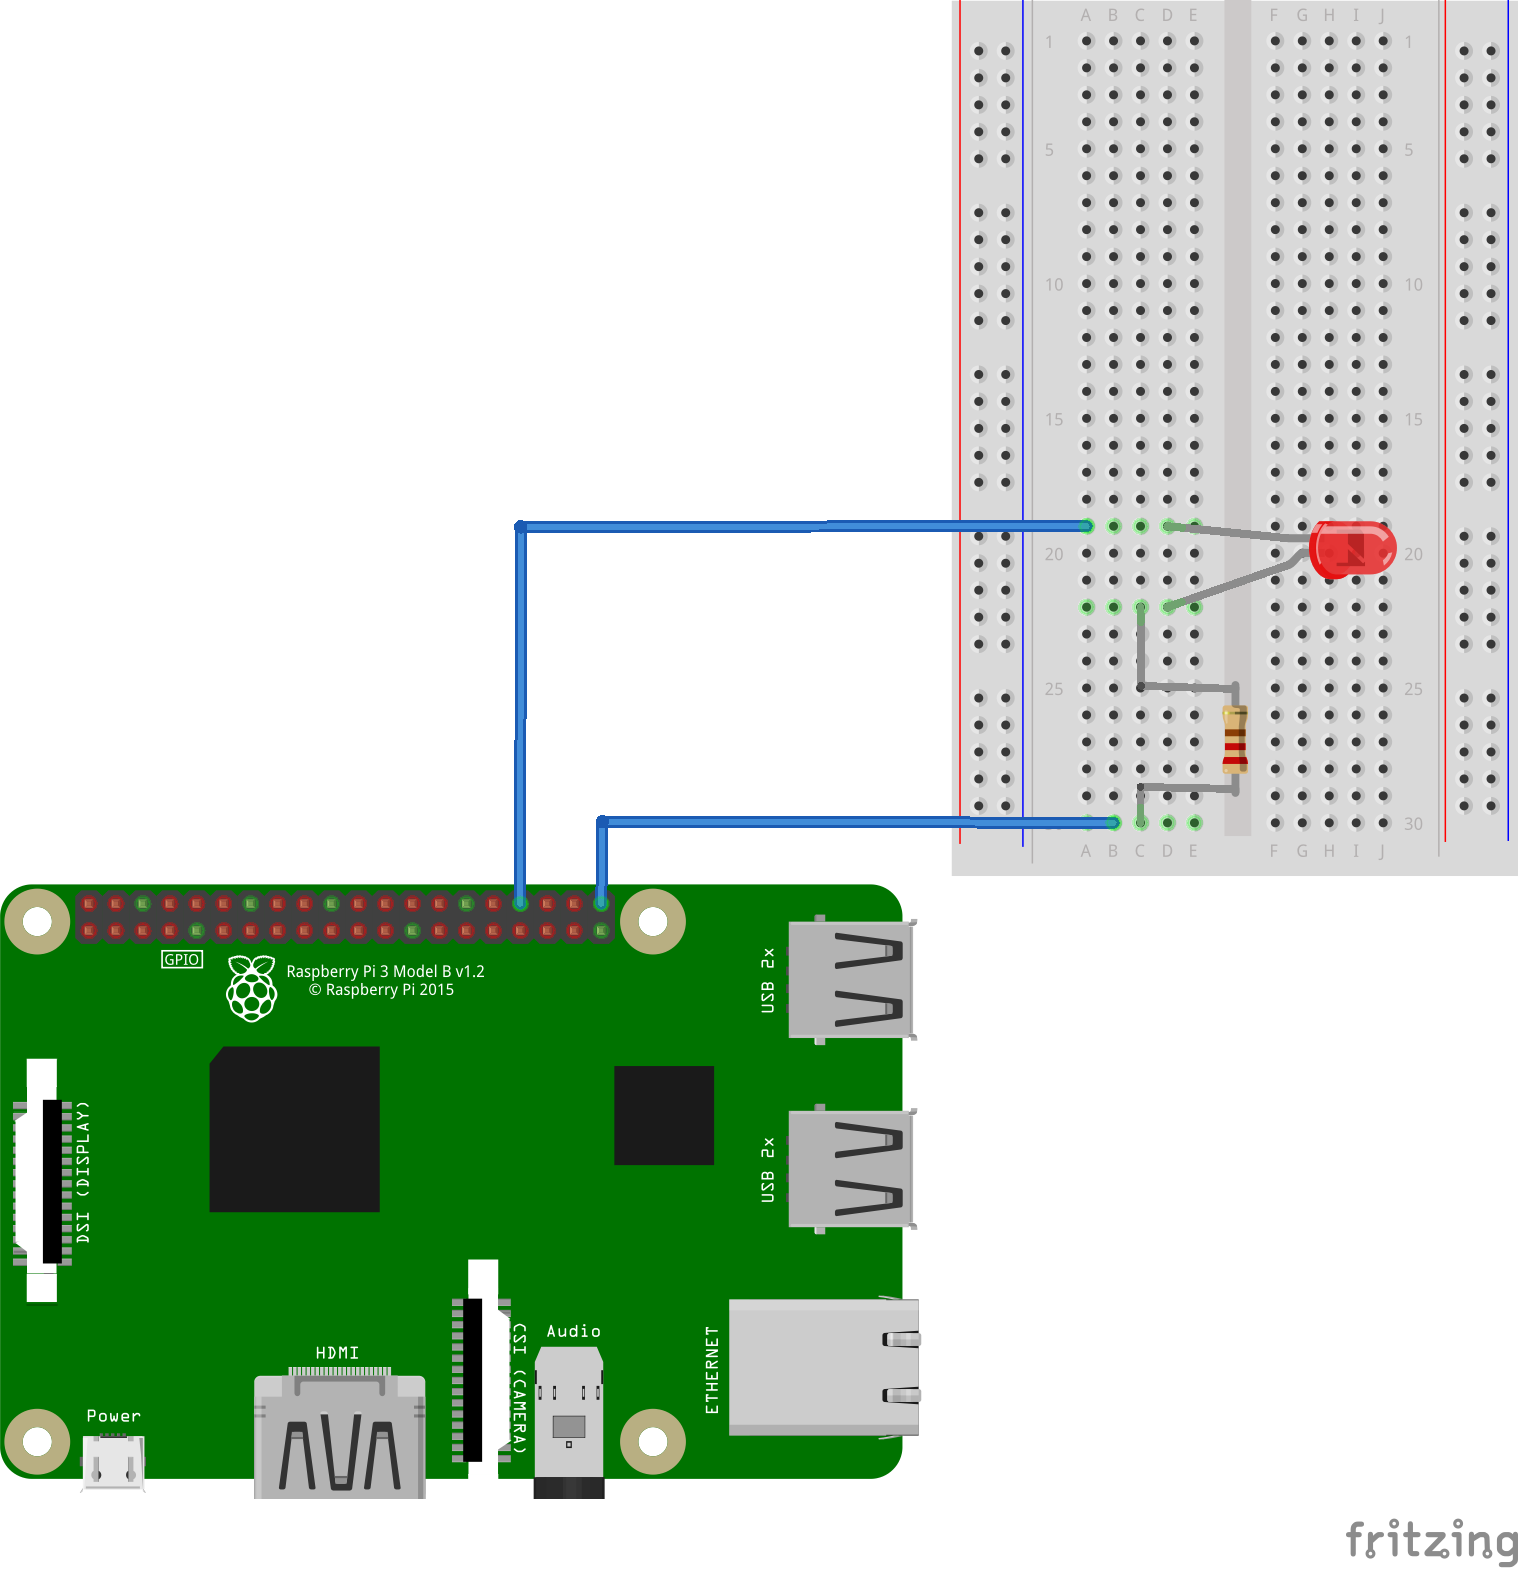 A B C D E F G H I J
1 1
5 5
10 10
15 15
20 20
25 25
30
A B C D E F G H I J
GPIO
Raspberry Pi 3 Model B v1.2
© Raspberry Pi 2015
USB 2x
DSI (DISPLAY)
USB 2x
CSI (CAMERA)
Audio
ETHERNET
HDMI
Power
fritzing